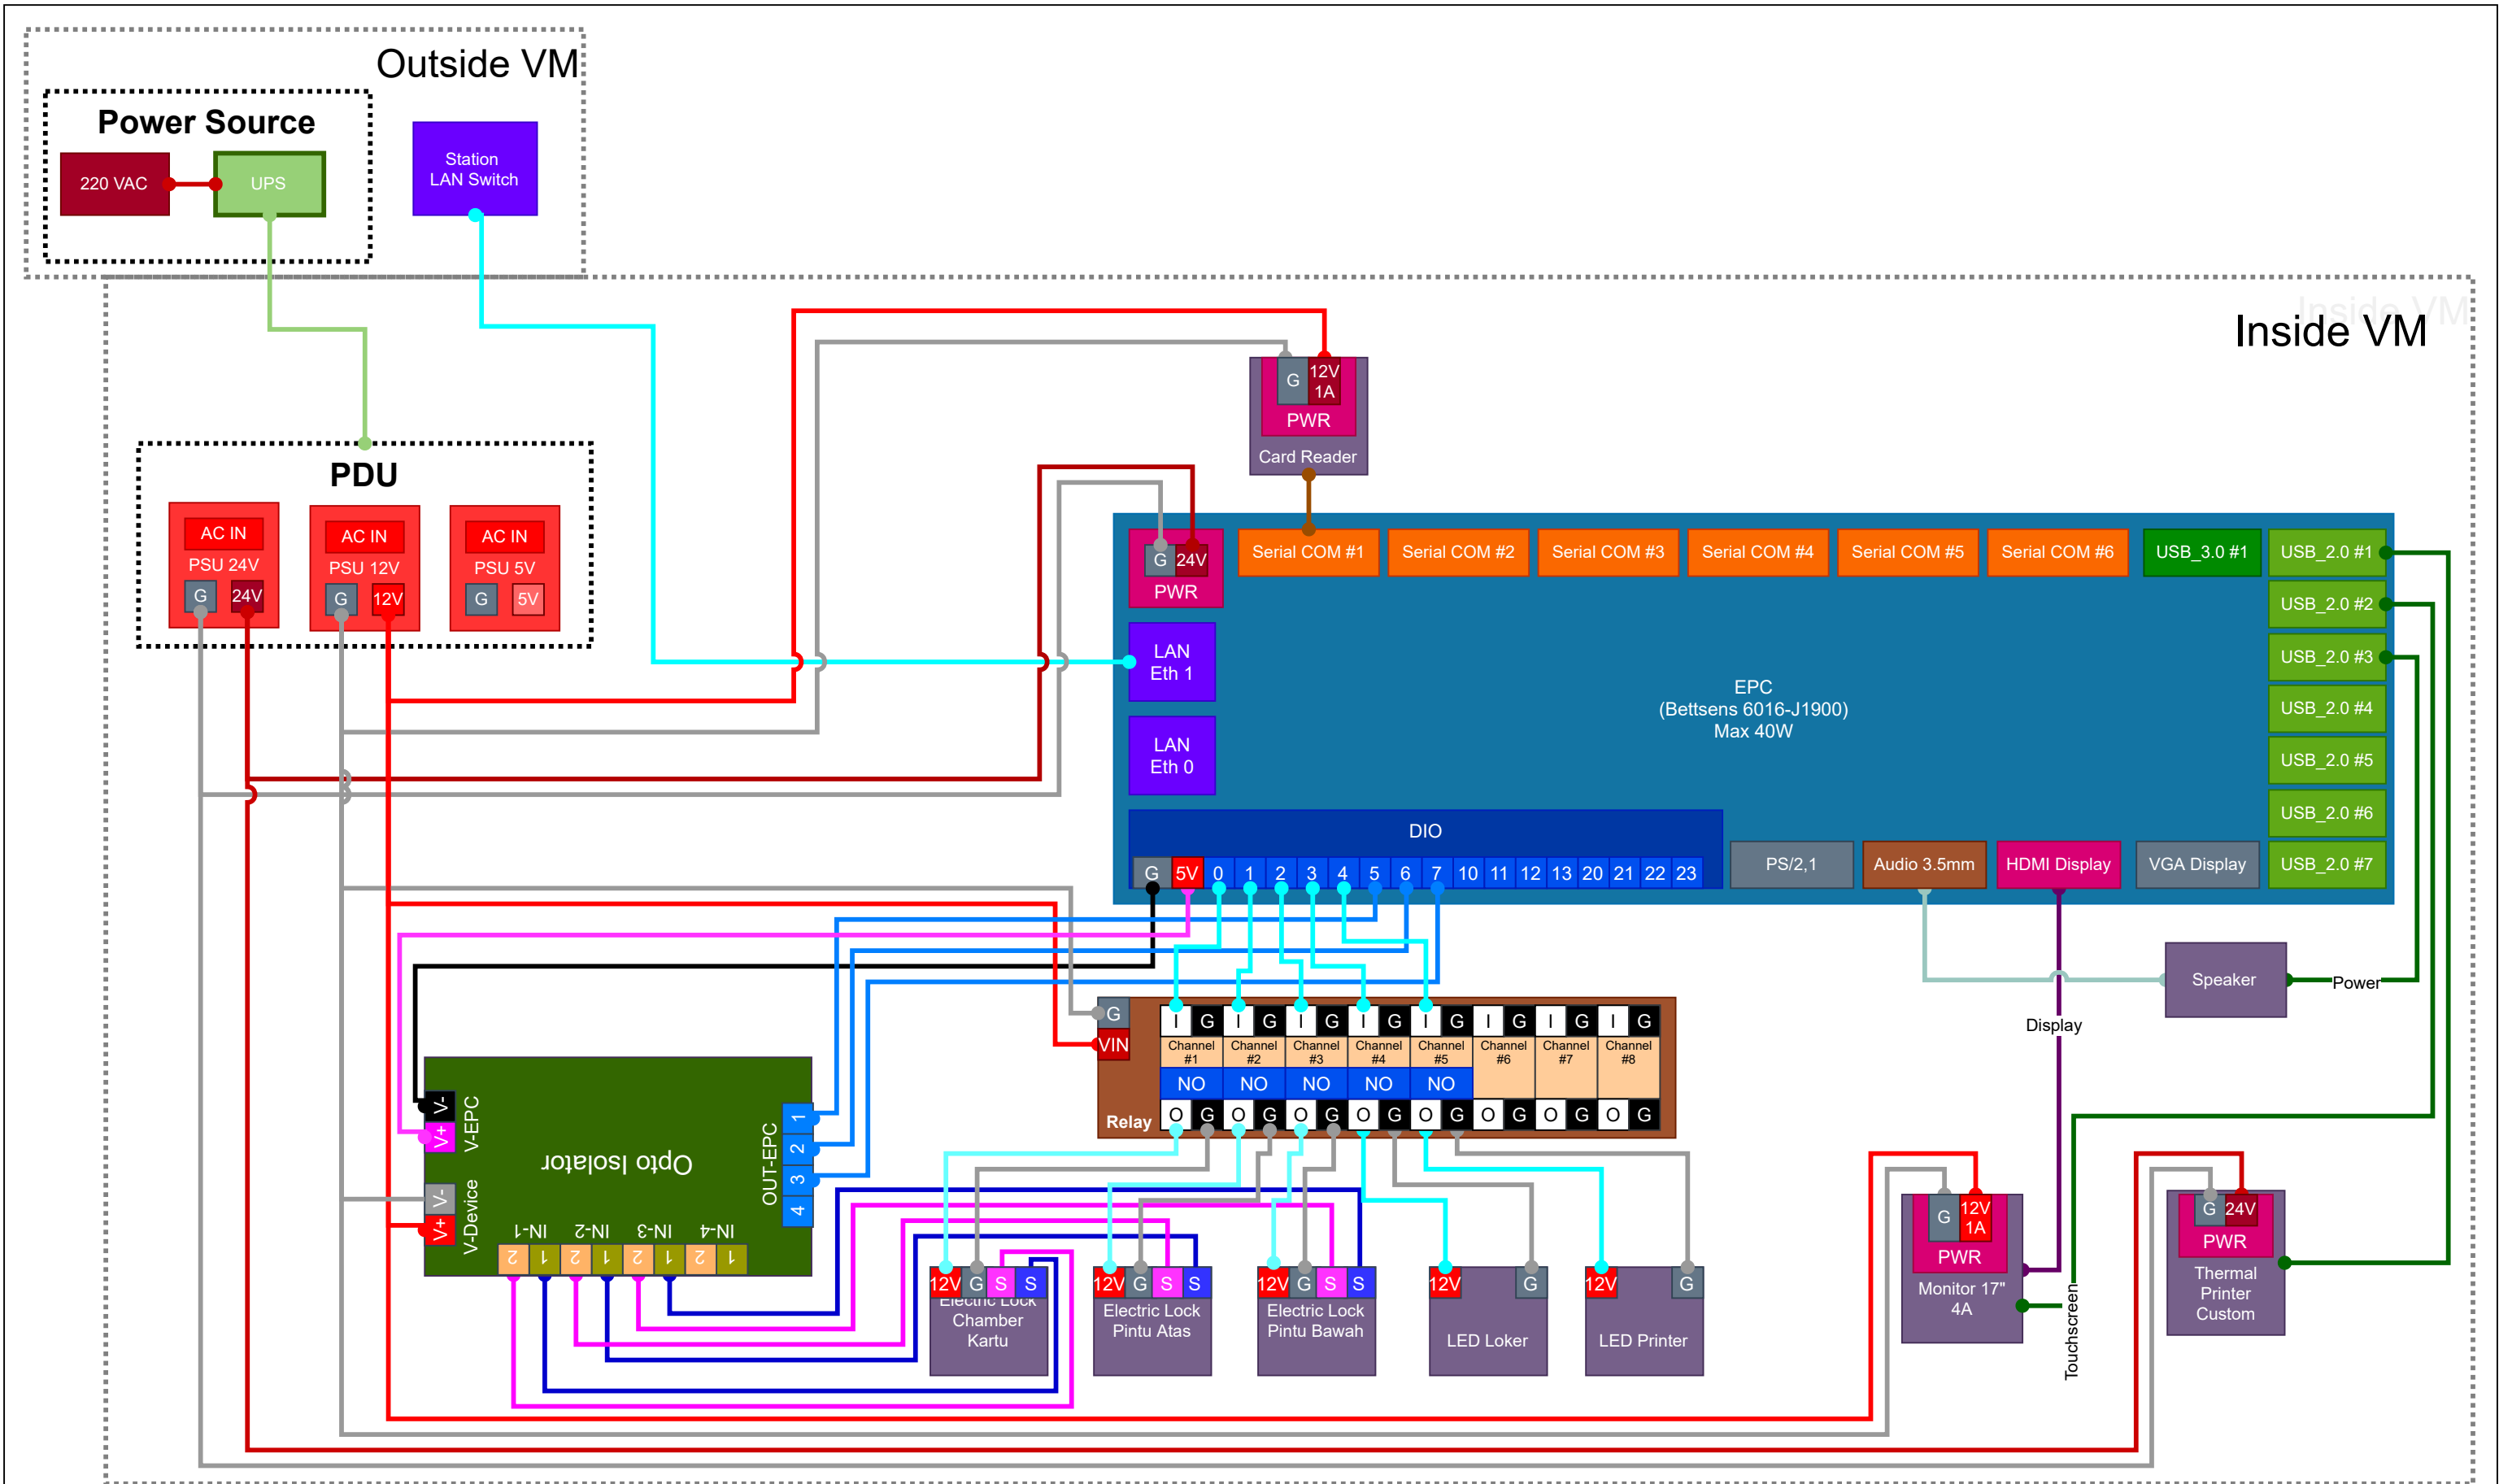 Outside VM
Power Source
220 VAC
UPS
Station
LAN Switch
Inside VM
Inside VM
G
12V
1A
PWR
Card Reader
PDU
AC IN
PSU 24V
G
24V
AC IN
PSU 12V
G
12V
AC IN
PSU 5V
G
5V
G
24V
PWR
Serial COM #1
Serial COM #2
Serial COM #3
Serial COM #4
Serial COM #5
Serial COM #6
USB_3.0 #1
USB_2.0 #1
USB_2.0 #2
USB_2.0 #3
USB_2.0 #4
USB_2.0 #5
USB_2.0 #6
USB_2.0 #7
LAN
Eth 1
LAN
Eth 0
EPC
(Bettsens 6016-J1900)
Max 40W
DIO
G 5V 0 1 2 3 4 5 6 7 10 11 12 13 20 21 22 23
PS/2,1
Audio 3.5mm
HDMI Display
VGA Display
Speaker
Power
Display
Touchscreen
G
VIN
Relay
I G I G I G I G I G I G I G I G
Channel
#1
Channel
#2
Channel
#3
Channel
#4
Channel
#5
Channel
#6
Channel
#7
Channel
#8
NO NO NO NO NO
O G O G O G O G O G O G O G O G
V-
V+
V-EPC
V-
V+
V-Device
Opto Isolator
OUT-EPC
1
2
3
4
IN-1 IN-2 IN-3 IN-4
2 1 2 1 2 1 2 1
12V G S S
Electric Lock
Chamber
Kartu
12V G S S
Electric Lock
Pintu Atas
12V G S S
Electric Lock
Pintu Bawah
12V G
LED Loker
12V G
LED Printer
G
12V
1A
PWR
Monitor 17"
4A
G 24V
PWR
Thermal
Printer
Custom